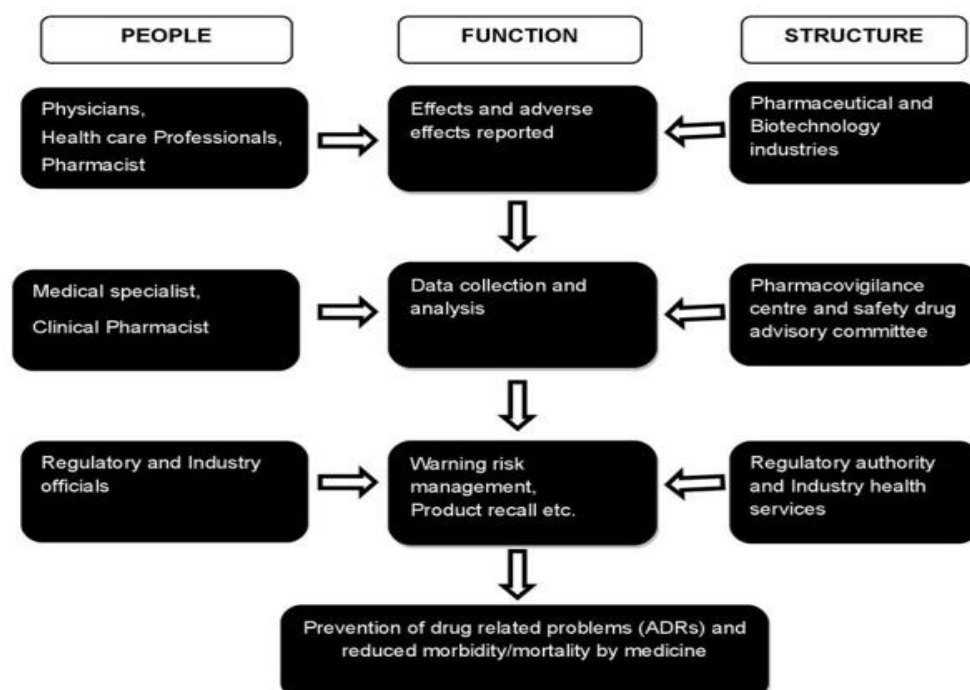 PEOPLE
FUNCTION
STRUCTURE
Physicians,
Health care Professionals,
Pharmacist
Effects and adverse
effects reported
Pharmaceutical and
Biotechnology
industries
Medical specialist,
Clinical Pharmacist
Data collection and
analysis
Pharmacovigilance
centre and safety drug
advisory committee
Regulatory and Industry
officials
Warning risk
management,
Product recall etc.
Regulatory authority
and Industry health
services
Prevention of drug related problems (ADRs) and
reduced morbidity/mortality by medicine